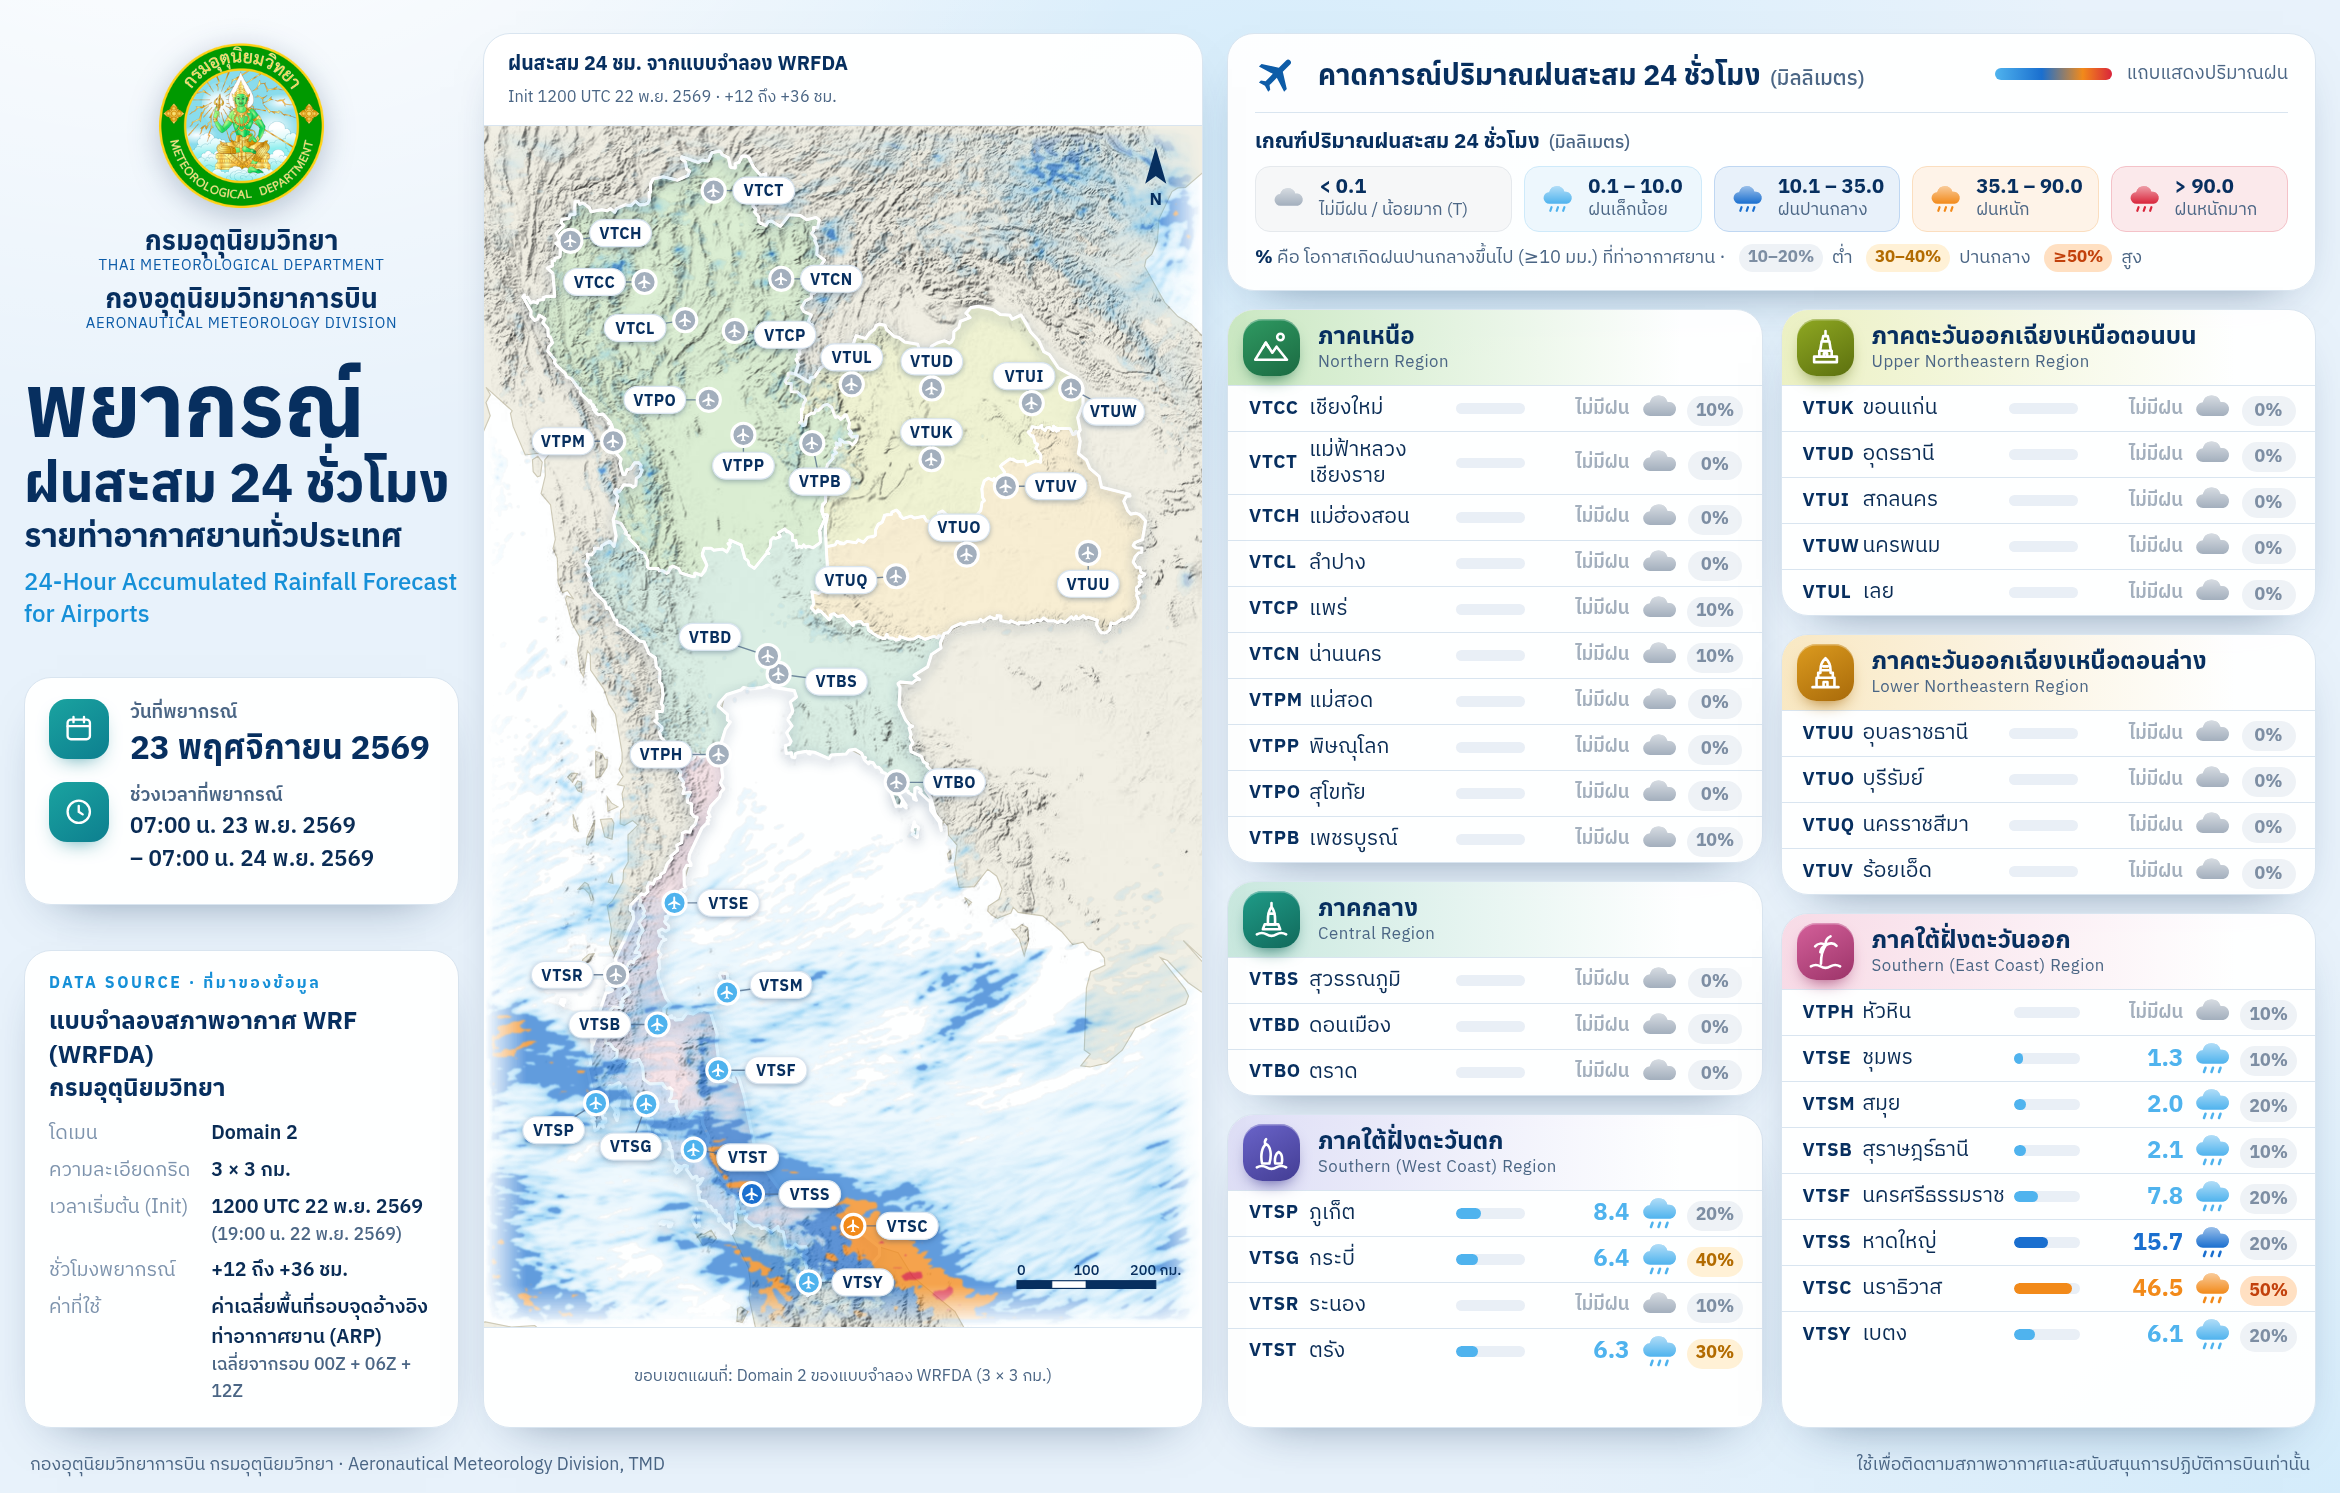 กรมอุตุนิยมวิทยา
METEOROLOGICAL DEPARTMENT
กรมอุตุนิยมวิทยา
THAI METEOROLOGICAL DEPARTMENT
กองอุตุนิยมวิทยาการบิน
AERONAUTICAL METEOROLOGY DIVISION
พยากรณ์
ฝนสะสม 24 ชั่วโมง
รายท่าอากาศยานทั่วประเทศ
24-Hour Accumulated Rainfall Forecast
for Airports
วันที่พยากรณ์
23 พฤศจิกายน 2569
ช่วงเวลาที่พยากรณ์
07:00 น. 23 พ.ย. 2569
– 07:00 น. 24 พ.ย. 2569
DATA SOURCE · ที่มาของข้อมูล
แบบจำลองสภาพอากาศ WRF
(WRFDA)
กรมอุตุนิยมวิทยา
โดเมน Domain 2
ความละเอียดกริด 3 × 3 กม.
เวลาเริ่มต้น (Init) 1200 UTC 22 พ.ย. 2569
(19:00 น. 22 พ.ย. 2569)
ชั่วโมงพยากรณ์ +12 ถึง +36 ชม.
ค่าที่ใช้ ค่าเฉลี่ยพื้นที่รอบจุดอ้างอิง
ท่าอากาศยาน (ARP)
เฉลี่ยจากรอบ 00Z + 06Z +
12Z
ฝนสะสม 24 ชม. จากแบบจำลอง WRFDA
Init 1200 UTC 22 พ.ย. 2569 · +12 ถึง +36 ชม.
N
VTCT
VTCH
VTCC
VTCN
VTCL
VTCP
VTUL
VTUD
VTUI
VTPO
VTUW
VTPM
VTUK
VTPP
VTPB
VTUV
VTUO
VTUQ
VTUU
VTBD
VTBS
VTPH
VTBO
VTSE
VTSR
VTSM
VTSB
VTSF
VTSP
VTSG
VTST
VTSS
VTSC
VTSY
0 100 200 กม.
ขอบเขตแผนที่: Domain 2 ของแบบจำลอง WRFDA (3 × 3 กม.)
คาดการณ์ปริมาณฝนสะสม 24 ชั่วโมง (มิลลิเมตร)
แถบแสดงปริมาณฝน
เกณฑ์ปริมาณฝนสะสม 24 ชั่วโมง (มิลลิเมตร)
< 0.1
ไม่มีฝน / น้อยมาก (T)
0.1 – 10.0
ฝนเล็กน้อย
10.1 – 35.0
ฝนปานกลาง
35.1 – 90.0
ฝนหนัก
> 90.0
ฝนหนักมาก
% คือ โอกาสเกิดฝนปานกลางขึ้นไป (≥10 มม.) ที่ท่าอากาศยาน · 10–20% ต่ำ 30–40% ปานกลาง ≥50% สูง
ภาคเหนือ
Northern Region
VTCC เชียงใหม่ ไม่มีฝน 10%
VTCT แม่ฟ้าหลวง เชียงราย ไม่มีฝน 0%
VTCH แม่ฮ่องสอน ไม่มีฝน 0%
VTCL ลำปาง ไม่มีฝน 0%
VTCP แพร่ ไม่มีฝน 10%
VTCN น่านนคร ไม่มีฝน 10%
VTPM แม่สอด ไม่มีฝน 0%
VTPP พิษณุโลก ไม่มีฝน 0%
VTPO สุโขทัย ไม่มีฝน 0%
VTPB เพชรบูรณ์ ไม่มีฝน 10%
ภาคกลาง
Central Region
VTBS สุวรรณภูมิ ไม่มีฝน 0%
VTBD ดอนเมือง ไม่มีฝน 0%
VTBO ตราด ไม่มีฝน 0%
ภาคใต้ฝั่งตะวันตก
Southern (West Coast) Region
VTSP ภูเก็ต 8.4 20%
VTSG กระบี่ 6.4 40%
VTSR ระนอง ไม่มีฝน 10%
VTST ตรัง 6.3 30%
ภาคตะวันออกเฉียงเหนือตอนบน
Upper Northeastern Region
VTUK ขอนแก่น ไม่มีฝน 0%
VTUD อุดรธานี ไม่มีฝน 0%
VTUI สกลนคร ไม่มีฝน 0%
VTUW นครพนม ไม่มีฝน 0%
VTUL เลย ไม่มีฝน 0%
ภาคตะวันออกเฉียงเหนือตอนล่าง
Lower Northeastern Region
VTUU อุบลราชธานี ไม่มีฝน 0%
VTUO บุรีรัมย์ ไม่มีฝน 0%
VTUQ นครราชสีมา ไม่มีฝน 0%
VTUV ร้อยเอ็ด ไม่มีฝน 0%
ภาคใต้ฝั่งตะวันออก
Southern (East Coast) Region
VTPH หัวหิน ไม่มีฝน 10%
VTSE ชุมพร 1.3 10%
VTSM สมุย 2.0 20%
VTSB สุราษฎร์ธานี 2.1 10%
VTSF นครศรีธรรมราช 7.8 20%
VTSS หาดใหญ่ 15.7 20%
VTSC นราธิวาส 46.5 50%
VTSY เบตง 6.1 20%
กองอุตุนิยมวิทยาการบิน กรมอุตุนิยมวิทยา · Aeronautical Meteorology Division, TMD
ใช้เพื่อติดตามสภาพอากาศและสนับสนุนการปฏิบัติการบินเท่านั้น